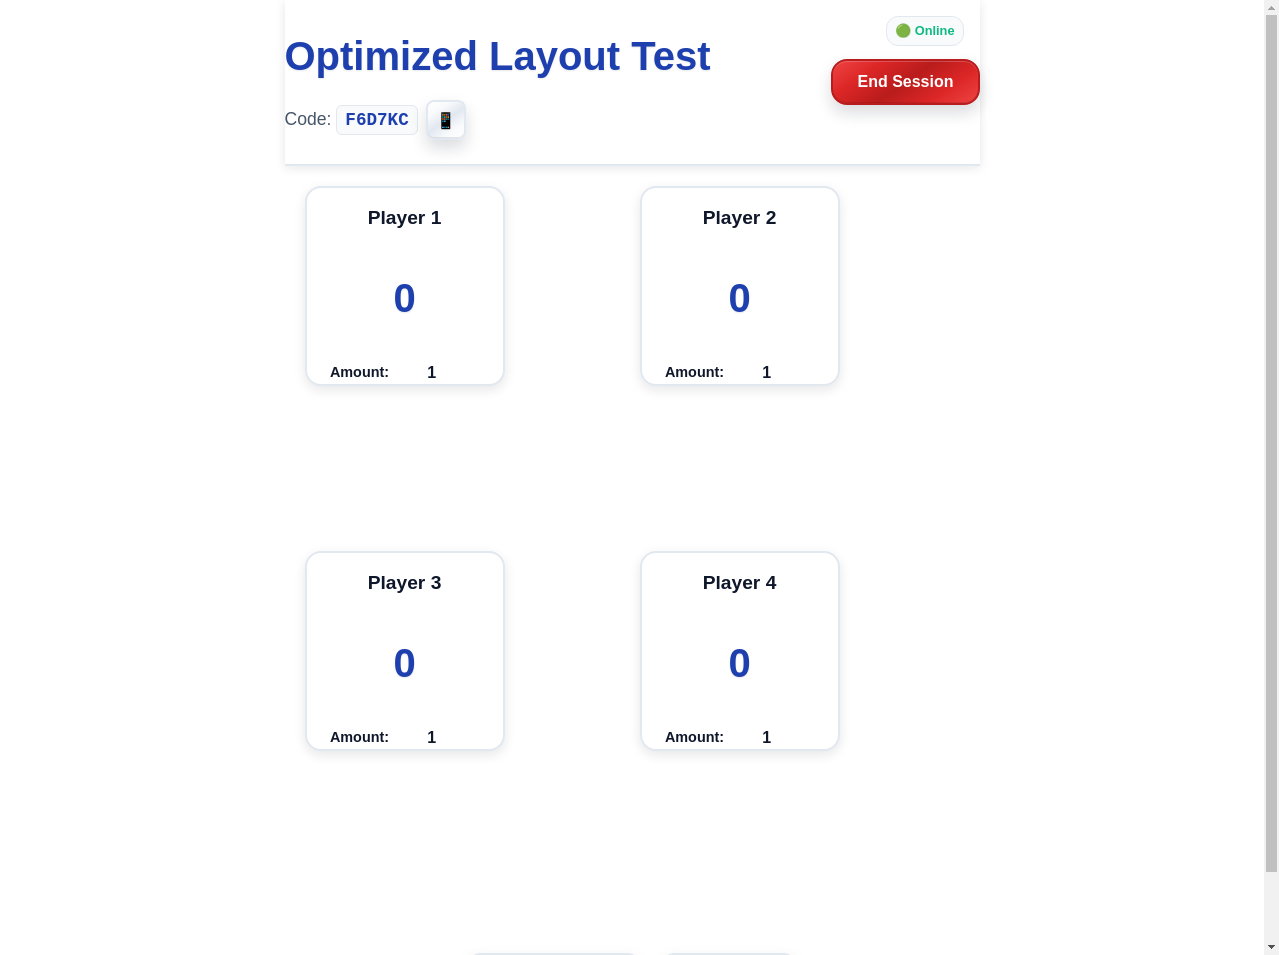 Online
Optimized Layout Test
End Session
Code: F6D7KC
Player 1
0
Amount: 1
Player 2
0
Amount: 1
Player 3
0
Amount: 1
Player 4
0
Amount: 1